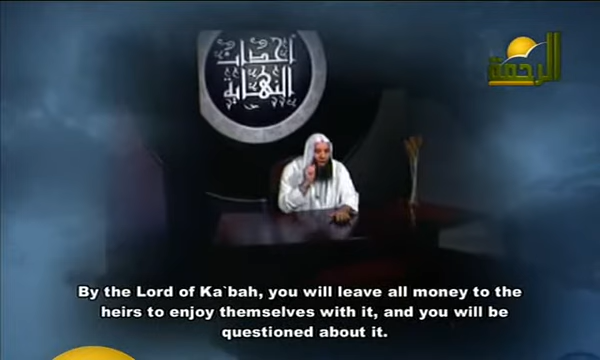 أحداث
النهاية
الرحمة
By the Lord of Ka`bah, you will leave all money to the
heirs to enjoy themselves with it, and you will be
questioned about it.